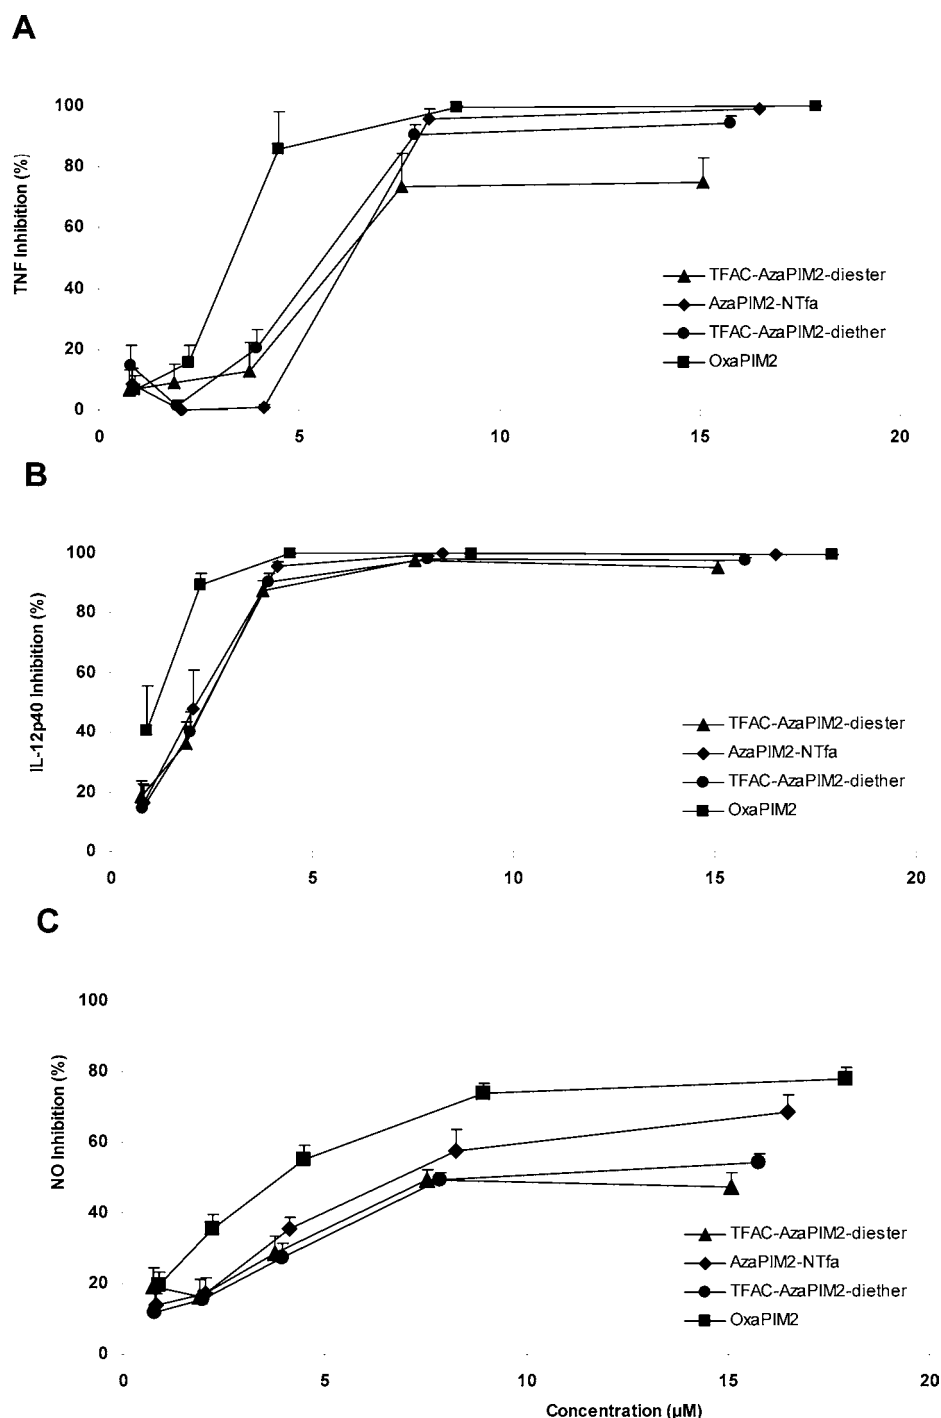 A
100
80
60
40
20
0
TNF Inhibition (%)
TFAC-AzaPIM2-diester
AzaPIM2-NTfa
TFAC-AzaPIM2-diether
OxaPIM2
0 5 10 15 20
B
100
80
60
40
20
0
IL-12p40 Inhibition (%)
TFAC-AzaPIM2-diester
AzaPIM2-NTfa
TFAC-AzaPIM2-diether
OxaPIM2
0 5 10 15 20
C
100
80
60
40
20
0
NO Inhibition (%)
TFAC-AzaPIM2-diester
AzaPIM2-NTfa
TFAC-AzaPIM2-diether
OxaPIM2
0 5 10 15 20
Concentration (µM)